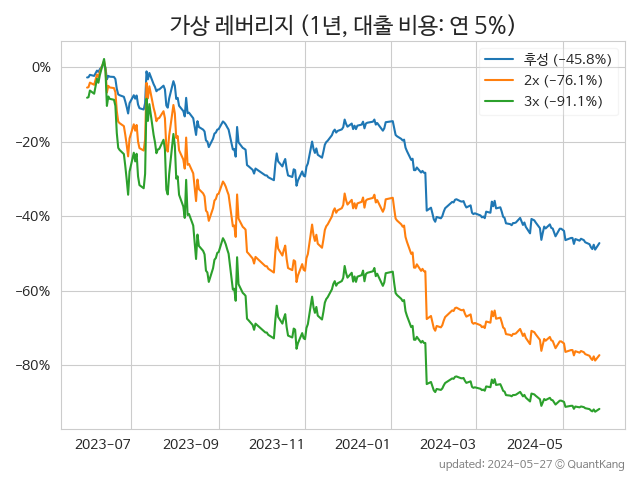 가상 레버리지 (1년, 대출 비용: 연 5%)
후성 (−45.8%)
2x (−76.1%)
3x (−91.1%)
0%
−20%
−40%
−60%
−80%
2023-07
2023-09
2023-11
2024-01
2024-03
2024-05
updated: 2024-05-27 © QuantKang